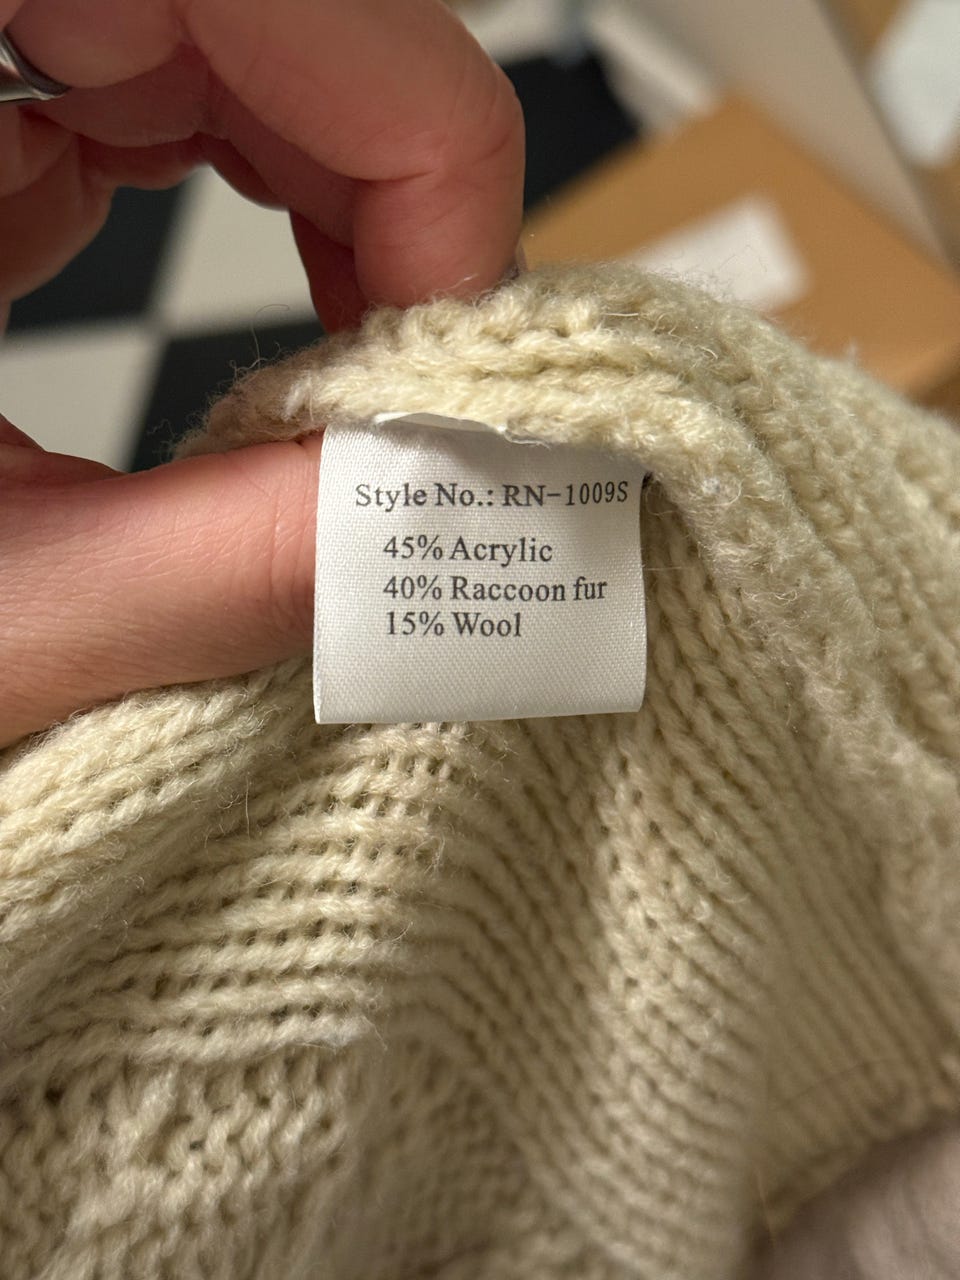 Style No.: RN-1009S
45% Acrylic
40% Raccoon fur
15% Wool